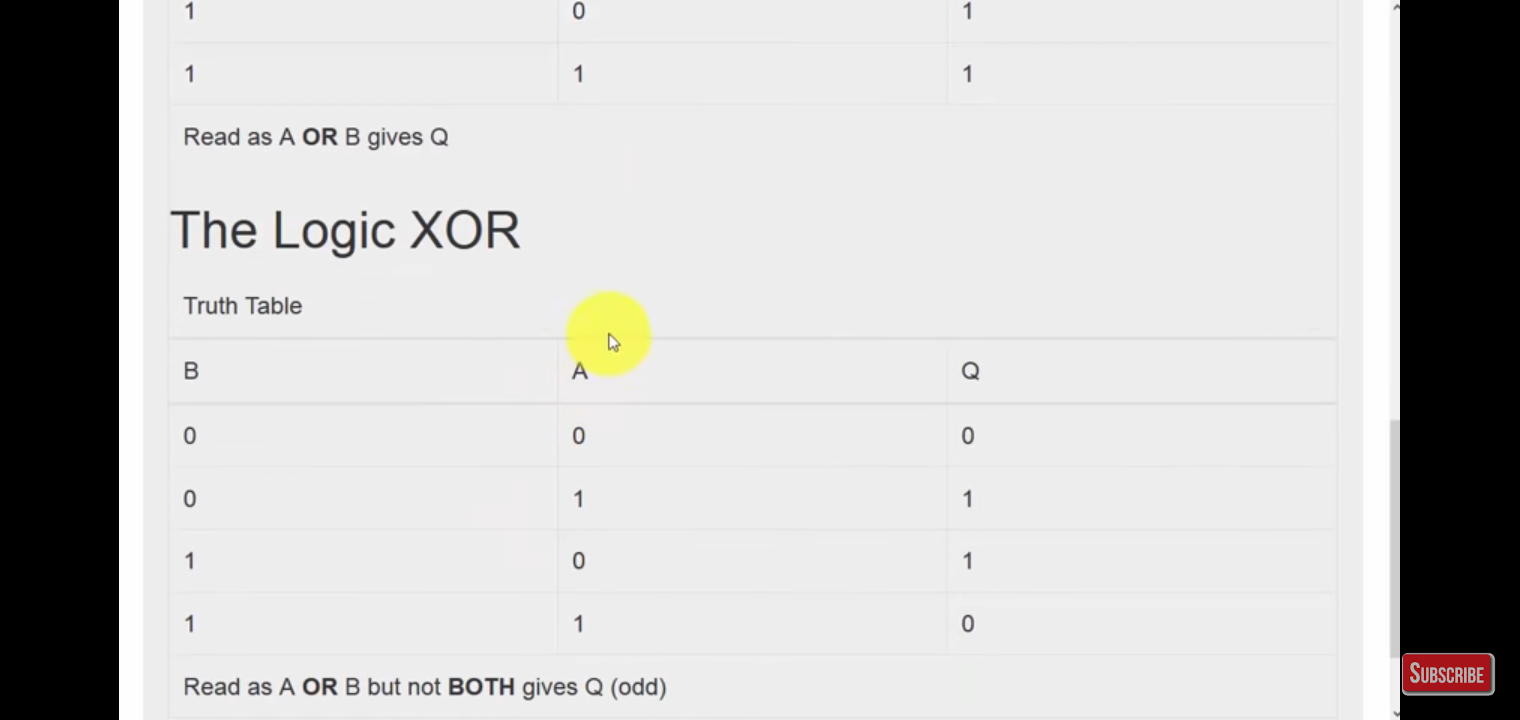 1 0 1
1 1 1
Read as A OR B gives Q
The Logic XOR
Truth Table
B A Q
0 0 0
0 1 1
1 0 1
1 1 0
Read as A OR B but not BOTH gives Q (odd)
SUBSCRIBE